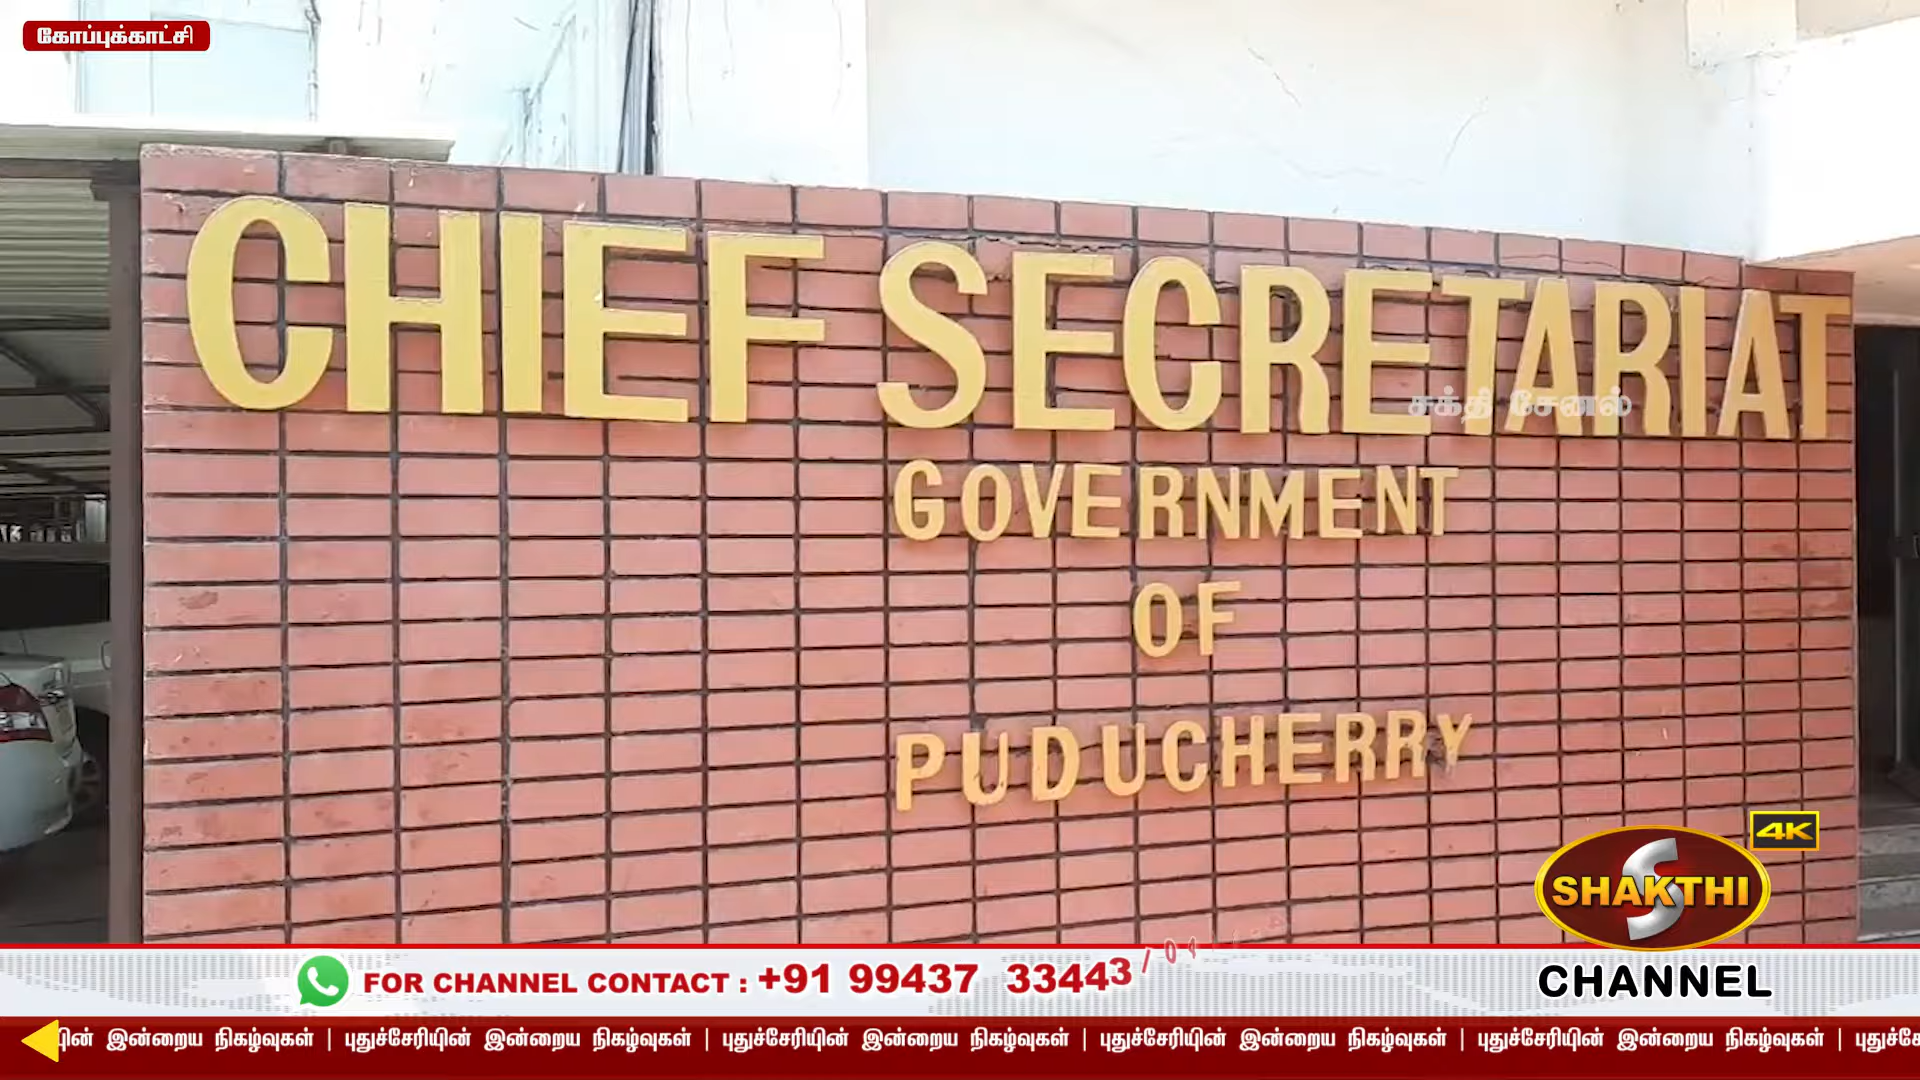 கோப்புக்காட்சி
CHIEF SECRETARIAT
சக்தி சேனல்
GOVERNMENT
OF
PUDUCHERRY
4K
SHAKTHI
CHANNEL
FOR CHANNEL CONTACT : +91 99437 33443 /
இன்றைய நிகழ்வுகள் | புதுச்சேரியின் இன்றைய நிகழ்வுகள் | புதுச்சேரியின் இன்றைய நிகழ்வுகள் | புதுச்சேரியின் இன்றைய நிகழ்வுகள் | புதுச்சேரியின் இன்றைய நிகழ்வுகள் |